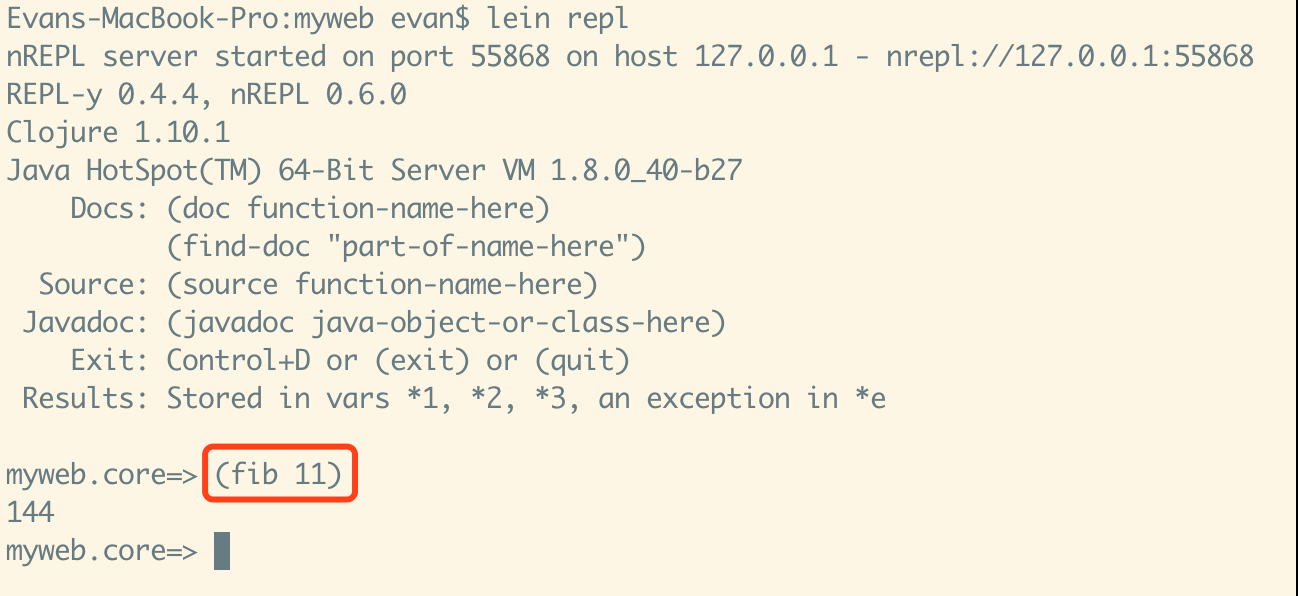 Evans-MacBook-Pro:myweb evan$ lein repl
nREPL server started on port 55868 on host 127.0.0.1 - nrepl://127.0.0.1:55868
REPL-y 0.4.4, nREPL 0.6.0
Clojure 1.10.1
Java HotSpot(TM) 64-Bit Server VM 1.8.0_40-b27
    Docs: (doc function-name-here)
          (find-doc "part-of-name-here")
  Source: (source function-name-here)
 Javadoc: (javadoc java-object-or-class-here)
    Exit: Control+D or (exit) or (quit)
 Results: Stored in vars *1, *2, *3, an exception in *e

myweb.core=> (fib 11)
144
myweb.core=>